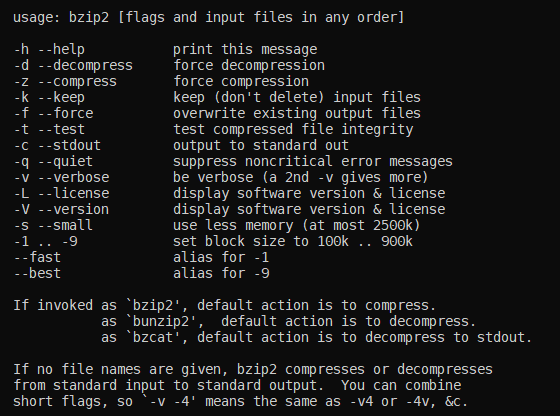 usage: bzip2 [flags and input files in any order]

-h --help           print this message
-d --decompress     force decompression
-z --compress       force compression
-k --keep           keep (don't delete) input files
-f --force          overwrite existing output files
-t --test           test compressed file integrity
-c --stdout         output to standard out
-q --quiet          suppress noncritical error messages
-v --verbose        be verbose (a 2nd -v gives more)
-L --license        display software version & license
-V --version        display software version & license
-s --small          use less memory (at most 2500k)
-1 .. -9            set block size to 100k .. 900k
--fast              alias for -1
--best              alias for -9

If invoked as `bzip2', default action is to compress.
           as `bunzip2',  default action is to decompress.
           as `bzcat', default action is to decompress to stdout.

If no file names are given, bzip2 compresses or decompresses
from standard input to standard output.  You can combine
short flags, so `-v -4' means the same as -v4 or -4v, &c.